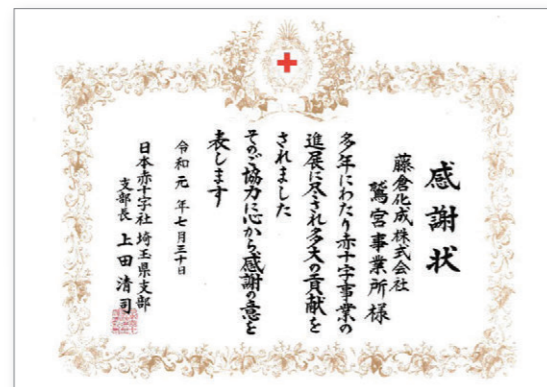 感謝状
藤倉化成株式会社
鷲宮事業所様
多年にわたり赤十字事業の
進展に尽され多大の貢献を
されました
そのご協力に心から感謝の意を
表します
令和元年七月三十日
日本赤十字社 埼玉県支部
支部長 上田清司